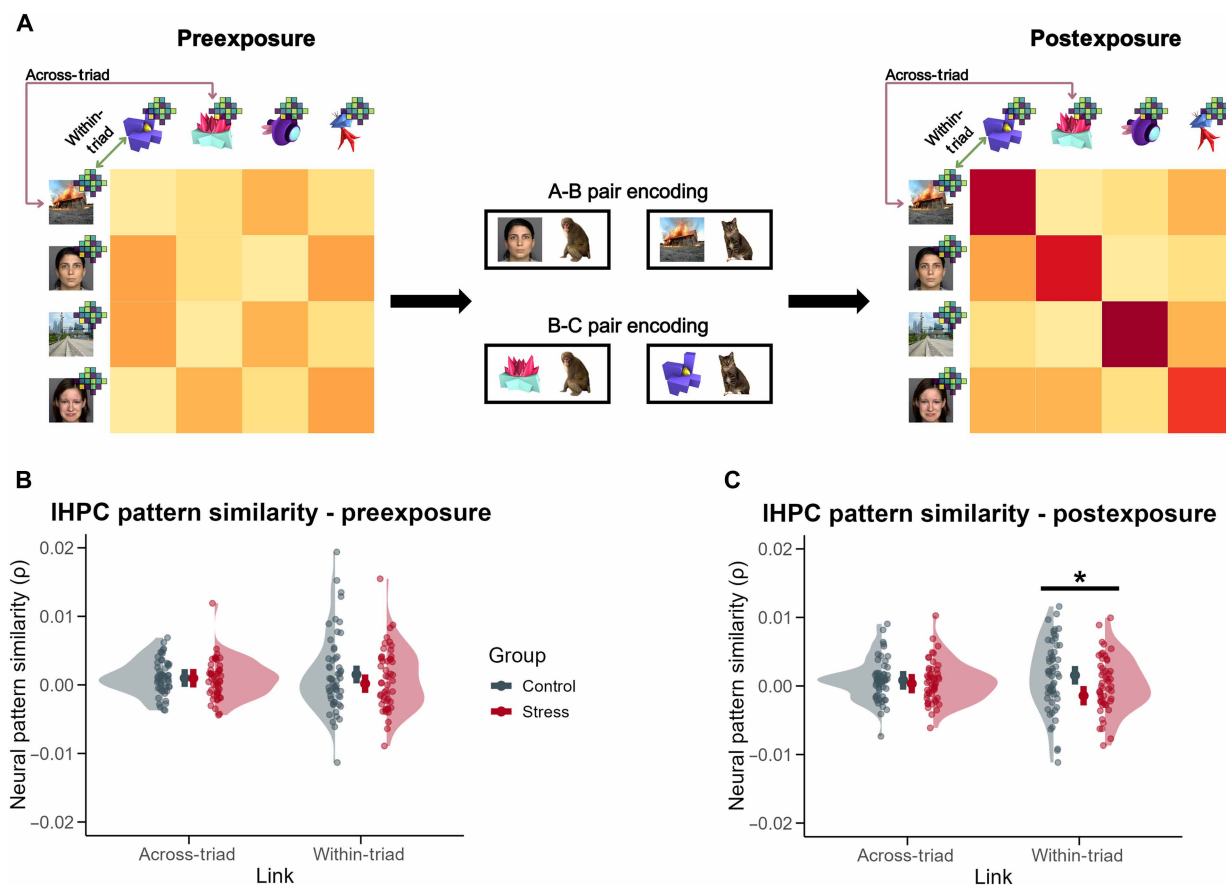 A
Preexposure
Postexposure
Across-triad
Within-
triad
Across-triad
Within-
triad
A-B pair encoding
B-C pair encoding
B
lHPC pattern similarity - preexposure
Neural pattern similarity (ρ)
0.02
0.01
0.00
−0.01
−0.02
Across-triad
Within-triad
Link
Group
Control
Stress
C
lHPC pattern similarity - postexposure
Neural pattern similarity (ρ)
0.02
0.01
0.00
−0.01
−0.02
*
Across-triad
Within-triad
Link